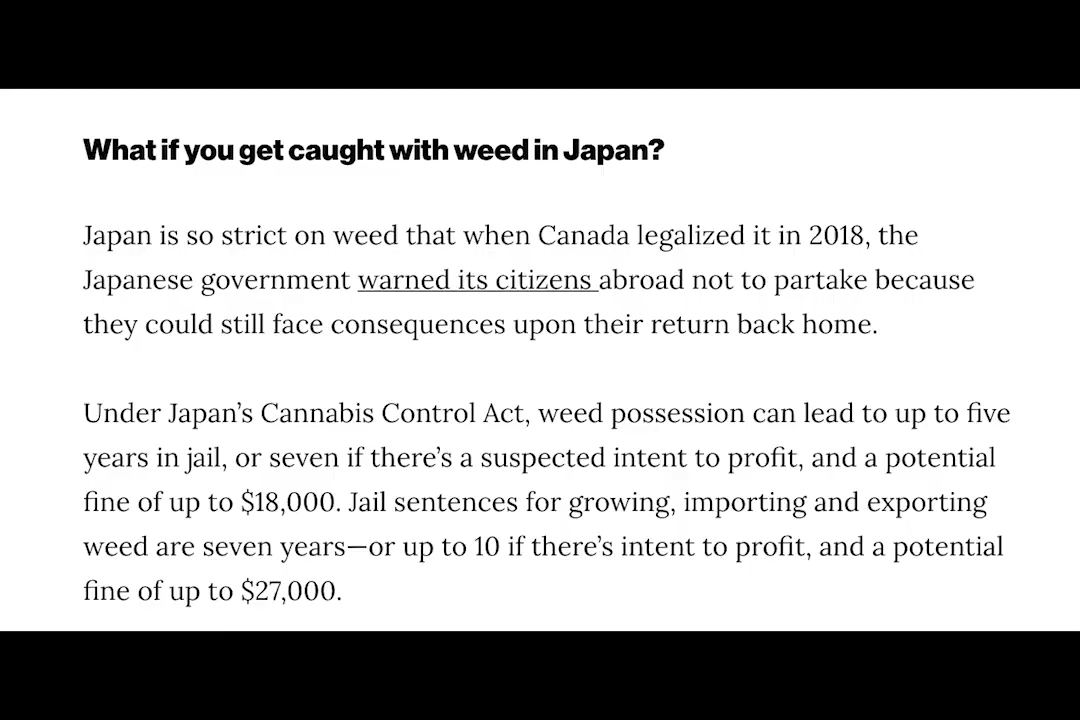 What if you get caught with weed in Japan?
Japan is so strict on weed that when Canada legalized it in 2018, the
Japanese government warned its citizens abroad not to partake because
they could still face consequences upon their return back home.
Under Japan’s Cannabis Control Act, weed possession can lead to up to five
years in jail, or seven if there’s a suspected intent to profit, and a potential
fine of up to $18,000. Jail sentences for growing, importing and exporting
weed are seven years—or up to 10 if there’s intent to profit, and a potential
fine of up to $27,000.